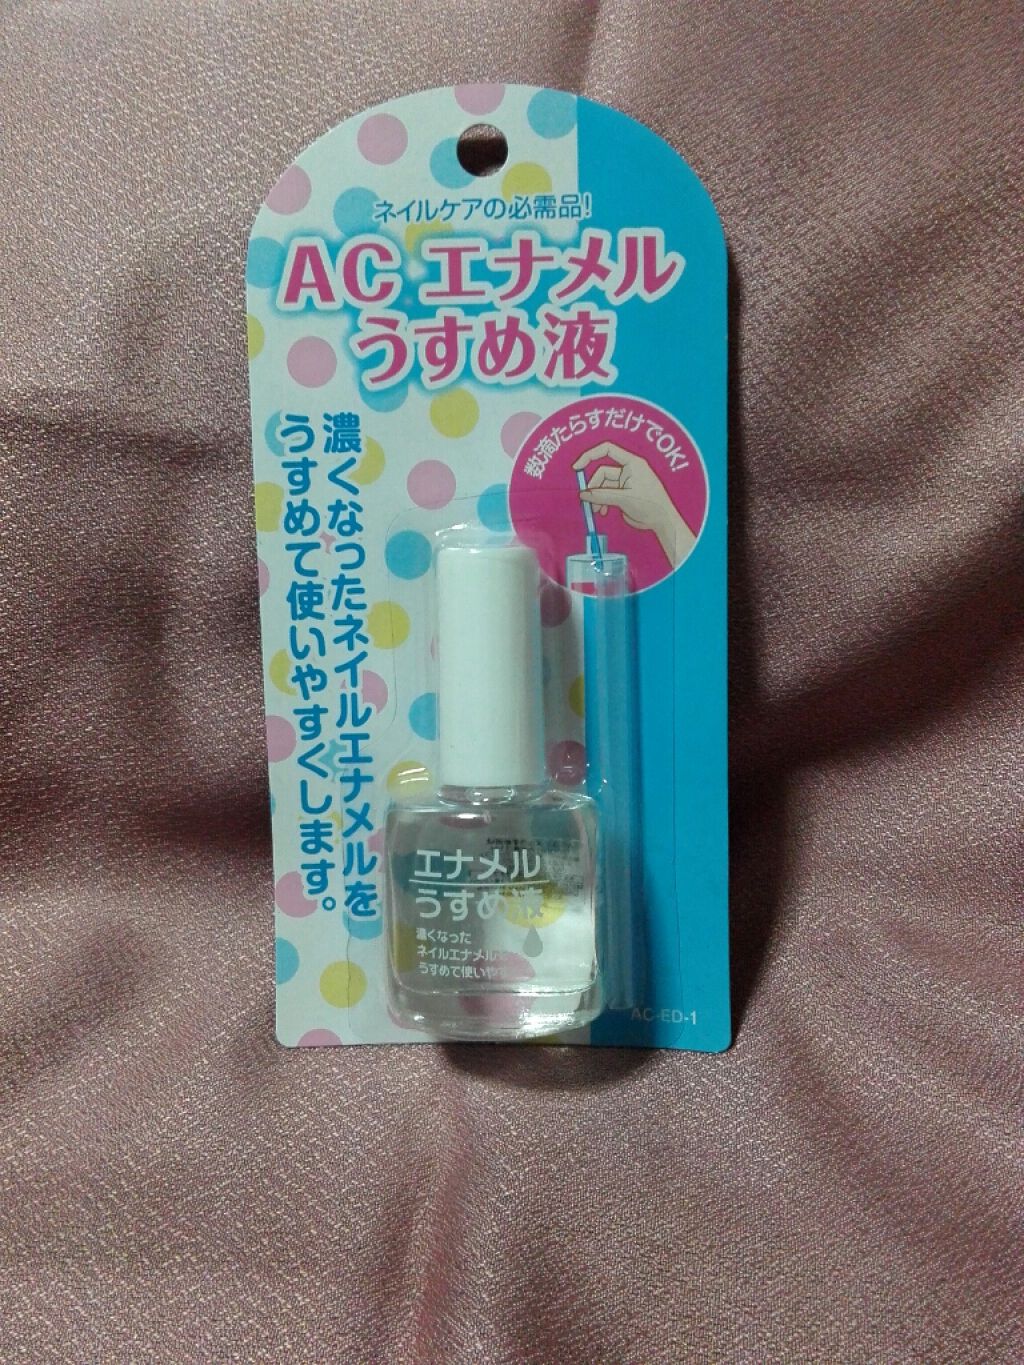 ネイルケアの必需品!
AC エナメル
うすめ液
数滴たらすだけでOK!
濃くなったネイルエナメルを
うすめて使いやすくします。
エナメル
うすめ液
濃くなった
ネイルエナメルを
うすめて使いや
AC-ED-1